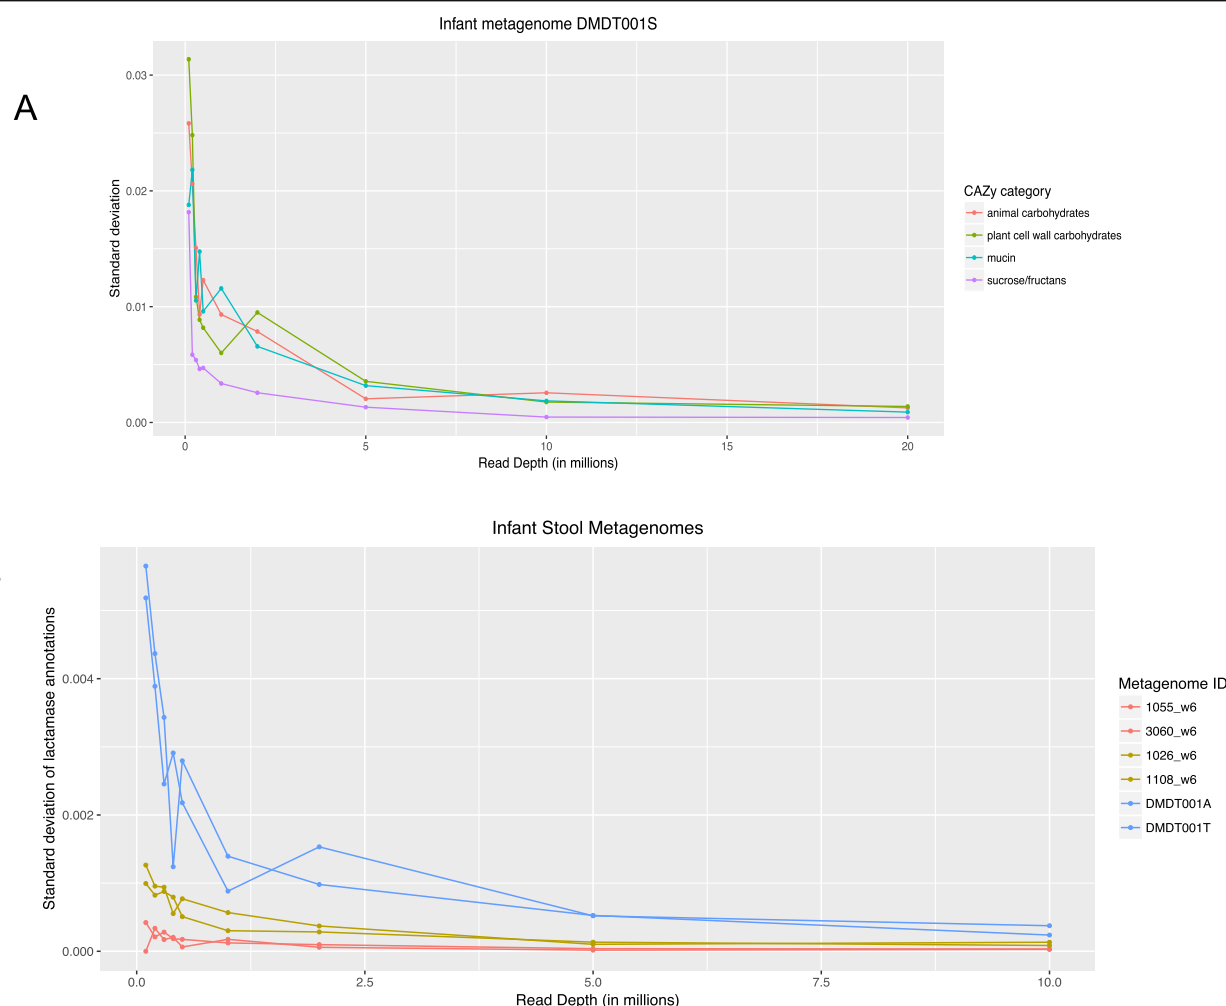 Infant metagenome DMDT001S
A
0.03
0.02
0.01
0.00
Standard deviation
0 5 10 15 20
Read Depth (in millions)
CAZy category
animal carbohydrates
plant cell wall carbohydrates
mucin
sucrose/fructans
Infant Stool Metagenomes
0.004
0.002
0.000
Standard deviation of lactamase annotations
0.0 2.5 5.0 7.5 10.0
Read Depth (in millions)
Metagenome ID
1055_w6
3060_w6
1026_w6
1108_w6
DMDT001A
DMDT001T